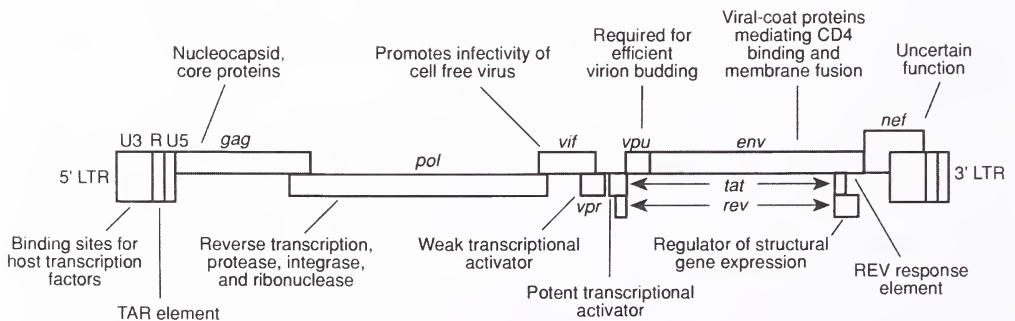 Nucleocapsid,
core proteins
Promotes infectivity of
cell free virus
Required for
efficient
virion budding
Viral-coat proteins
mediating CD4
binding and
membrane fusion
Uncertain
function
U3 R U5
gag
pol
vif
vpu
env
nef
5' LTR
3' LTR
vpr
tat
rev
Binding sites for
host transcription
factors
TAR element
Reverse transcription,
protease, integrase,
and ribonuclease
Weak transcriptional
activator
Potent transcriptional
activator
Regulator of structural
gene expression
REV response
element